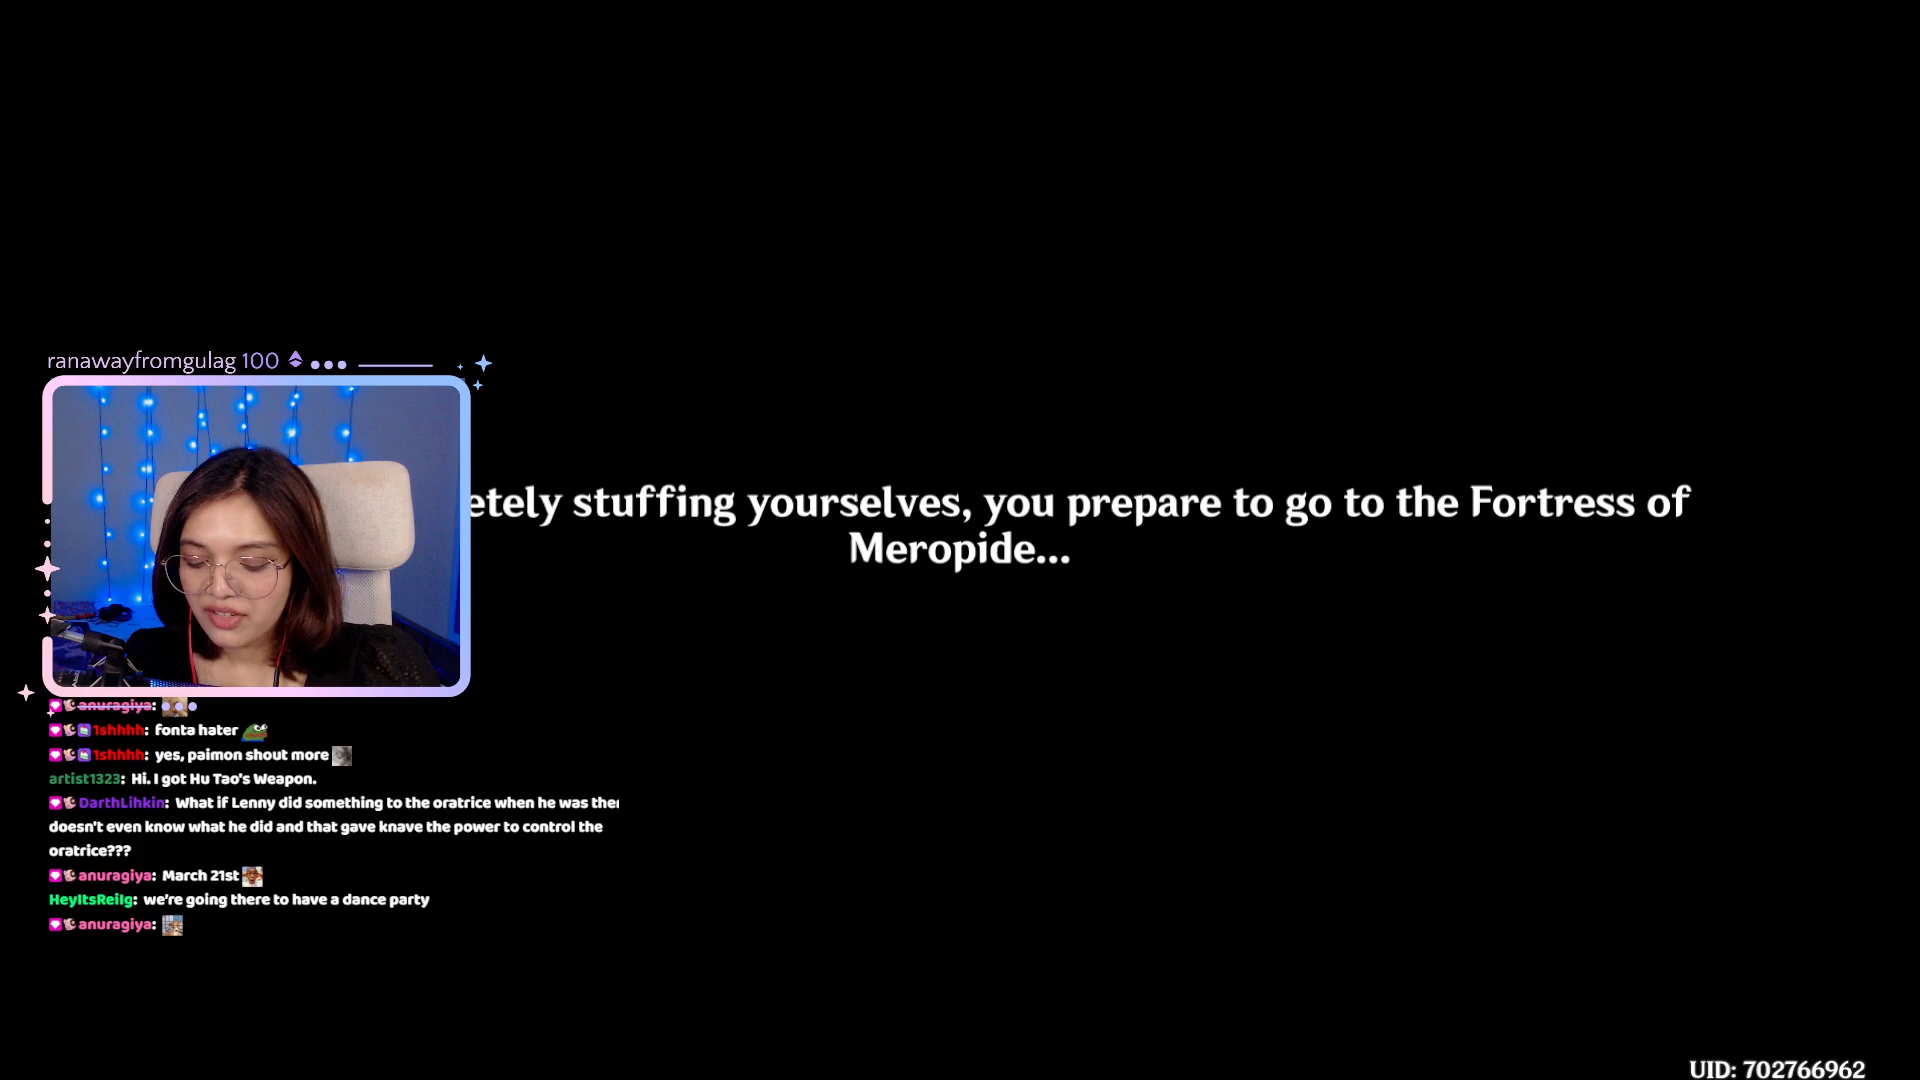 ranawayfromgulag 100
etely stuffing yourselves, you prepare to go to the Fortress of
Meropide...
anuragiya:
1shhhh: fonta hater
1shhhh: yes, paimon shout more
artist1323: Hi. I got Hu Tao's Weapon.
DarthLihkin: What if Lenny did something to the oratrice when he was ther
doesn't even know what he did and that gave knave the power to control the
oratrice???
anuragiya: March 21st
HeyItsReiIg: we're going there to have a dance party
anuragiya:
UID: 702766962